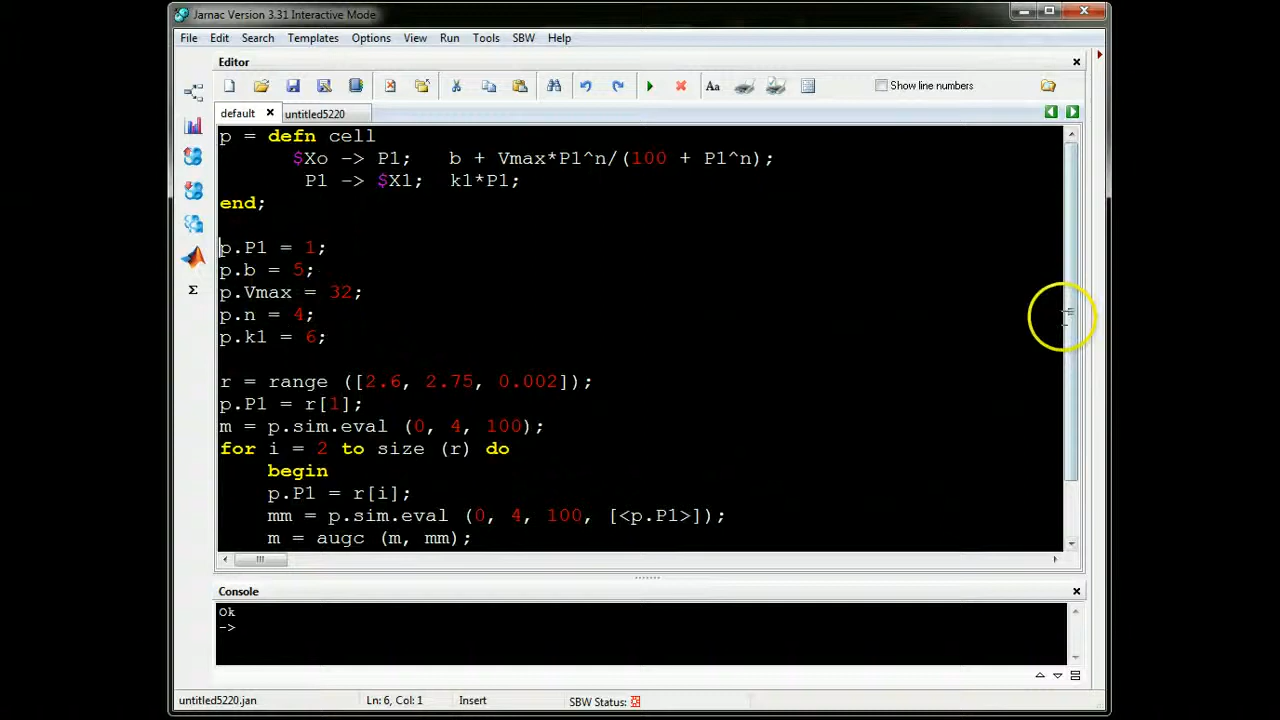 Jarnac Version 3.31 Interactive Mode
File Edit Search Templates Options View Run Tools SBW Help
Editor
Aa Show line numbers
default untitled5220
p = defn cell
$Xo -> P1; b + Vmax*P1^n/(100 + P1^n);
P1 -> $X1; k1*P1;
end;
p.P1 = 1;
p.b = 5;
p.Vmax = 32;
p.n = 4;
p.k1 = 6;
r = range ([2.6, 2.75, 0.002]);
p.P1 = r[1];
m = p.sim.eval (0, 4, 100);
for i = 2 to size (r) do
begin
p.P1 = r[i];
mm = p.sim.eval (0, 4, 100, [<p.P1>]);
m = augc (m, mm);
Console
Ok
->
untitled5220.jan Ln: 6, Col: 1 Insert SBW Status: